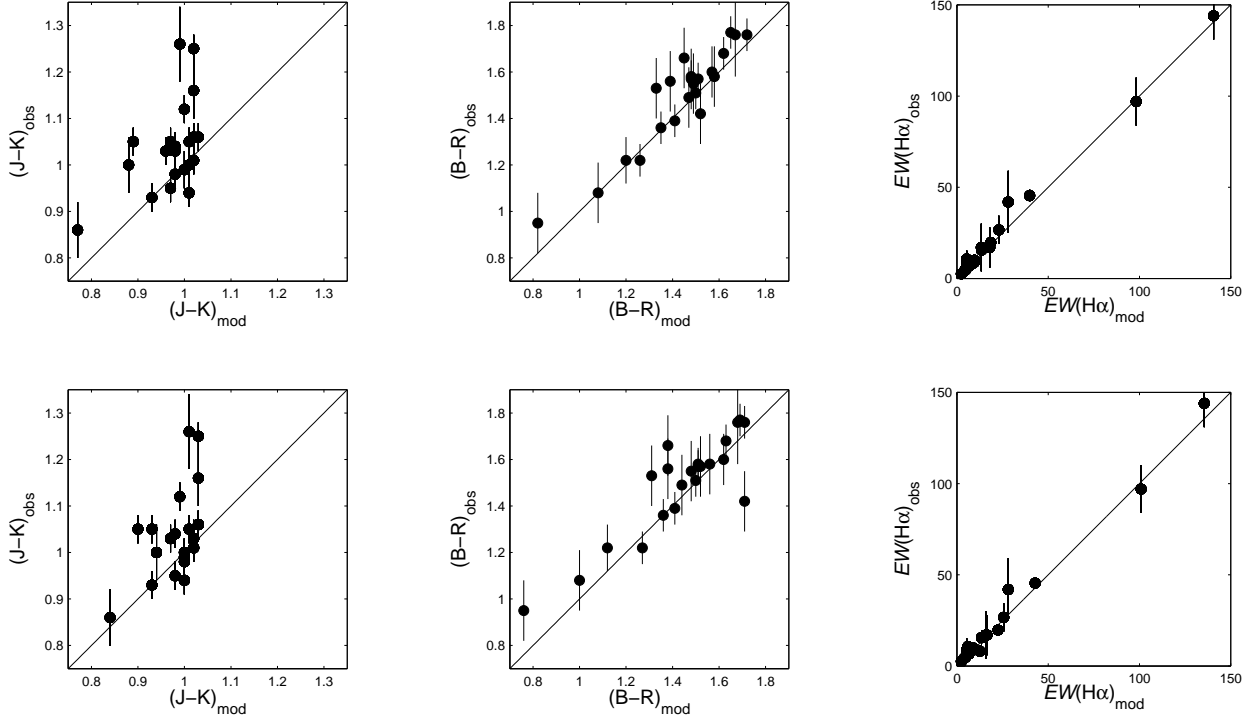 1.3
1.2
1.1
1
0.9
0.8
(J−K)obs
0.8 0.9 1 1.1 1.2 1.3
(J−K)mod
1.8
1.6
1.4
1.2
1
0.8
(B−R)obs
0.8 1 1.2 1.4 1.6 1.8
(B−R)mod
150
100
50
0
EW(Hα)obs
0 50 100 150
EW(Hα)mod
1.3
1.2
1.1
1
0.9
0.8
(J−K)obs
0.8 0.9 1 1.1 1.2 1.3
(J−K)mod
1.8
1.6
1.4
1.2
1
0.8
(B−R)obs
0.8 1 1.2 1.4 1.6 1.8
(B−R)mod
150
100
50
0
EW(Hα)obs
0 50 100 150
EW(Hα)mod